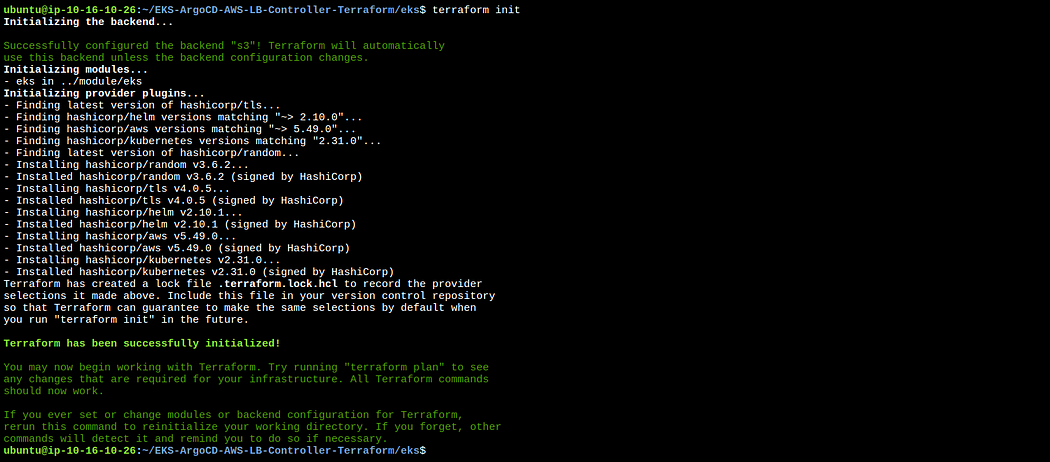 ubuntu@ip-10-16-10-26:~/EKS-ArgoCD-AWS-LB-Controller-Terraform/eks$ terraform init
Initializing the backend...
Successfully configured the backend "s3"! Terraform will automatically
use this backend unless the backend configuration changes.
Initializing modules...
- eks in ../module/eks
Initializing provider plugins...
- Finding latest version of hashicorp/tls...
- Finding hashicorp/helm versions matching "~> 2.10.0"...
- Finding hashicorp/aws versions matching "~> 5.49.0"...
- Finding hashicorp/kubernetes versions matching "2.31.0"...
- Finding latest version of hashicorp/random...
- Installing hashicorp/random v3.6.2...
- Installed hashicorp/random v3.6.2 (signed by HashiCorp)
- Installing hashicorp/tls v4.0.5...
- Installed hashicorp/tls v4.0.5 (signed by HashiCorp)
- Installing hashicorp/helm v2.10.1...
- Installed hashicorp/helm v2.10.1 (signed by HashiCorp)
- Installing hashicorp/aws v5.49.0...
- Installed hashicorp/aws v5.49.0 (signed by HashiCorp)
- Installing hashicorp/kubernetes v2.31.0...
- Installed hashicorp/kubernetes v2.31.0 (signed by HashiCorp)
Terraform has created a lock file .terraform.lock.hcl to record the provider
selections it made above. Include this file in your version control repository
so that Terraform can guarantee to make the same selections by default when
you run "terraform init" in the future.
Terraform has been successfully initialized!
You may now begin working with Terraform. Try running "terraform plan" to see
any changes that are required for your infrastructure. All Terraform commands
should now work.
If you ever set or change modules or backend configuration for Terraform,
rerun this command to reinitialize your working directory. If you forget, other
commands will detect it and remind you to do so if necessary.
ubuntu@ip-10-16-10-26:~/EKS-ArgoCD-AWS-LB-Controller-Terraform/eks$